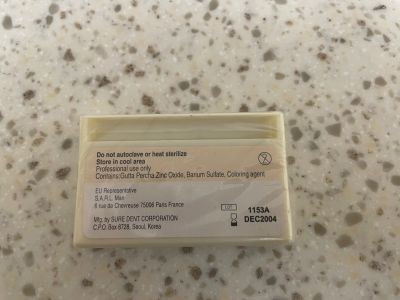 Do not autoclave or heat sterilize
Store in cool area
Professional use only
Contains:Gutta Percha,Zinc Oxide, Barium Sulfate, Coloring agent
EU Representative
S.A.R.L. Man
8 rue de Chevreuse 75006 Paris France
LOT 1153A
DEC2004
Mfg.by SURE DENT CORPORATION
C.P.O. Box 8728, Seoul, Korea